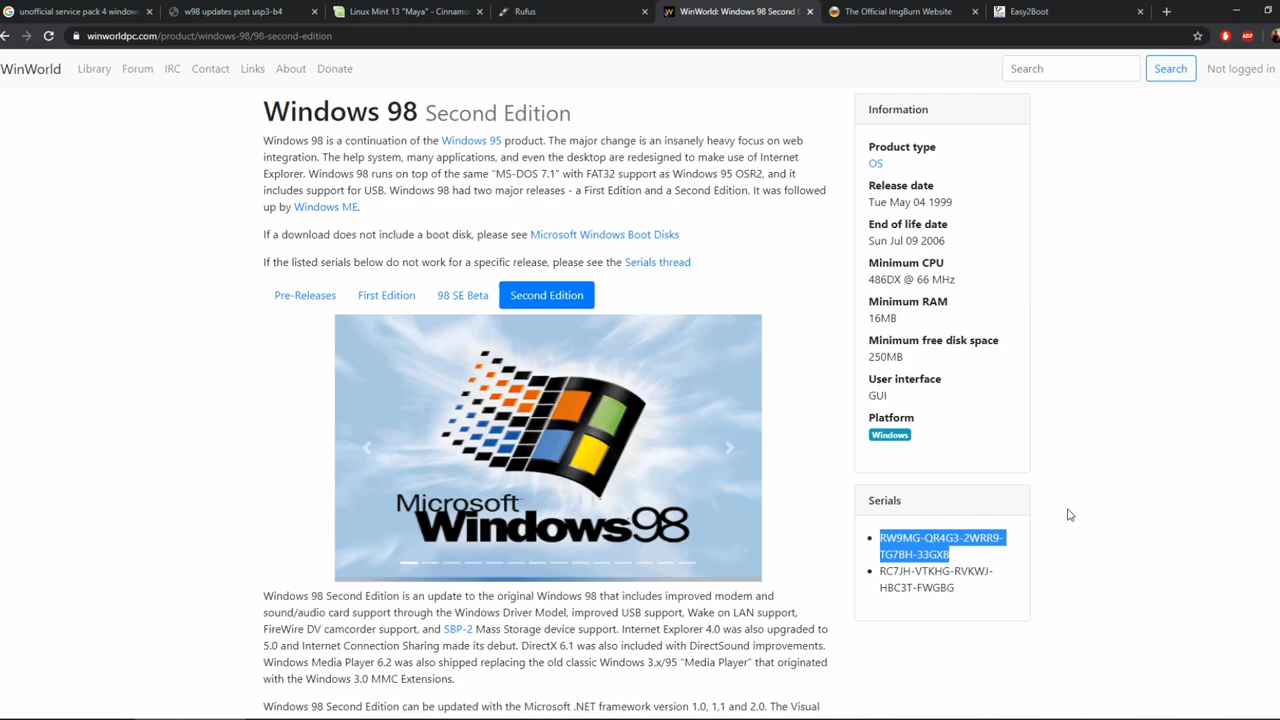 unofficial service pack 4 windows
w98 updates post usp3-b4
Linux Mint 13 "Maya" - Cinnamo
Rufus
WinWorld: Windows 98 Second E
The Official ImgBurn Website
Easy2Boot
winworldpc.com/product/windows-98/98-second-edition
WinWorld
Library
Forum
IRC
Contact
Links
About
Donate
Search
Search
Not logged in
Windows 98 Second Edition
Windows 98 is a continuation of the Windows 95 product. The major change is an insanely heavy focus on web
integration. The help system, many applications, and even the desktop are redesigned to make use of Internet
Explorer. Windows 98 runs on top of the same "MS-DOS 7.1" with FAT32 support as Windows 95 OSR2, and it
includes support for USB. Windows 98 had two major releases - a First Edition and a Second Edition. It was followed
up by Windows ME.
If a download does not include a boot disk, please see Microsoft Windows Boot Disks
If the listed serials below do not work for a specific release, please see the Serials thread
Pre-Releases
First Edition
98 SE Beta
Second Edition
Microsoft
Windows98
Windows 98 Second Edition is an update to the original Windows 98 that includes improved modem and
sound/audio card support through the Windows Driver Model, improved USB support, Wake on LAN support,
FireWire DV camcorder support, and SBP-2 Mass Storage device support. Internet Explorer 4.0 was also upgraded to
5.0 and Internet Connection Sharing made its debut. DirectX 6.1 was also included with DirectSound improvements.
Windows Media Player 6.2 was also shipped replacing the old classic Windows 3.x/95 "Media Player" that originated
with the Windows 3.0 MMC Extensions.
Windows 98 Second Edition can be updated with the Microsoft .NET framework version 1.0, 1,1 and 2.0. The Visual
Information
Product type
OS
Release date
Tue May 04 1999
End of life date
Sun Jul 09 2006
Minimum CPU
486DX @ 66 MHz
Minimum RAM
16MB
Minimum free disk space
250MB
User interface
GUI
Platform
Windows
Serials
RW9MG-QR4G3-2WRR9-
TG7BH-33GXB
RC7JH-VTKHG-RVKWJ-
HBC3T-FWGBG